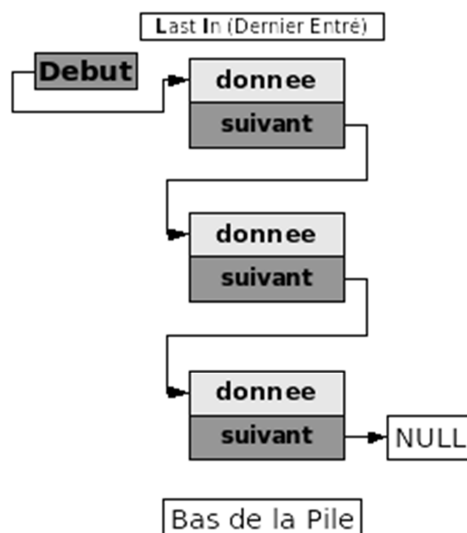 Last In (Dernier Entré)
Debut
donnee
suivant
donnee
suivant
donnee
suivant
NULL
Bas de la Pile